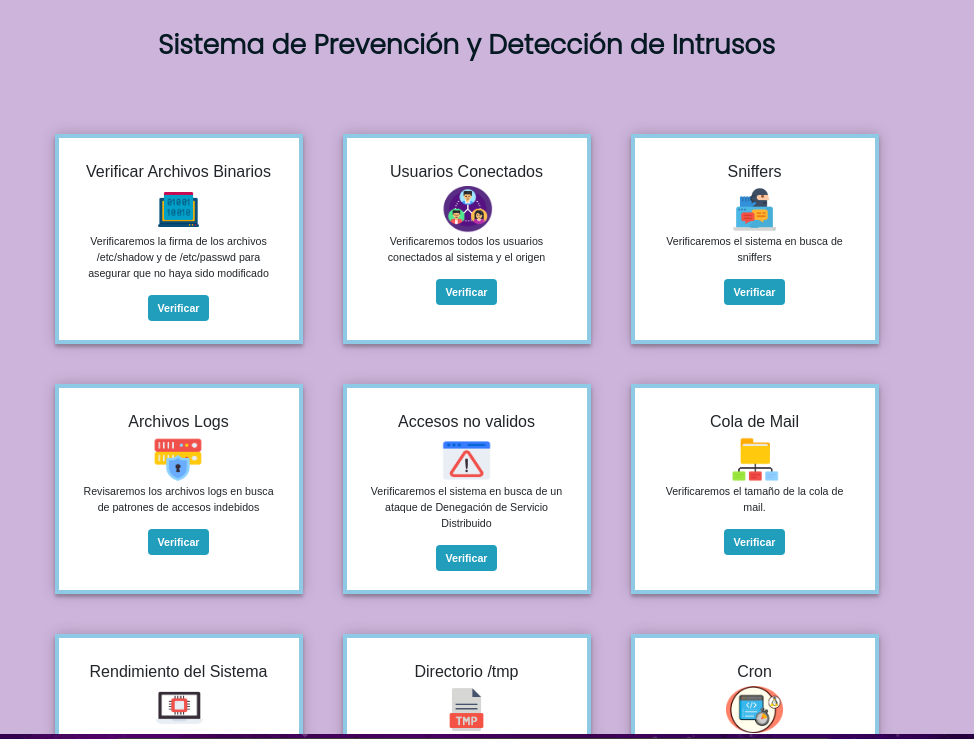 Sistema de Prevención y Detección de Intrusos
Verificar Archivos Binarios
01001
10010
Verificaremos la firma de los archivos
/etc/shadow y de /etc/passwd para
asegurar que no haya sido modificado
Verificar
Usuarios Conectados
Verificaremos todos los usuarios
conectados al sistema y el origen
Verificar
Sniffers
Verificaremos el sistema en busca de
sniffers
Verificar
Archivos Logs
Revisaremos los archivos logs en busca
de patrones de accesos indebidos
Verificar
Accesos no validos
!
Verificaremos el sistema en busca de un
ataque de Denegación de Servicio
Distribuido
Verificar
Cola de Mail
Verificaremos el tamaño de la cola de
mail.
Verificar
Rendimiento del Sistema
Directorio /tmp
TMP
Cron
</>